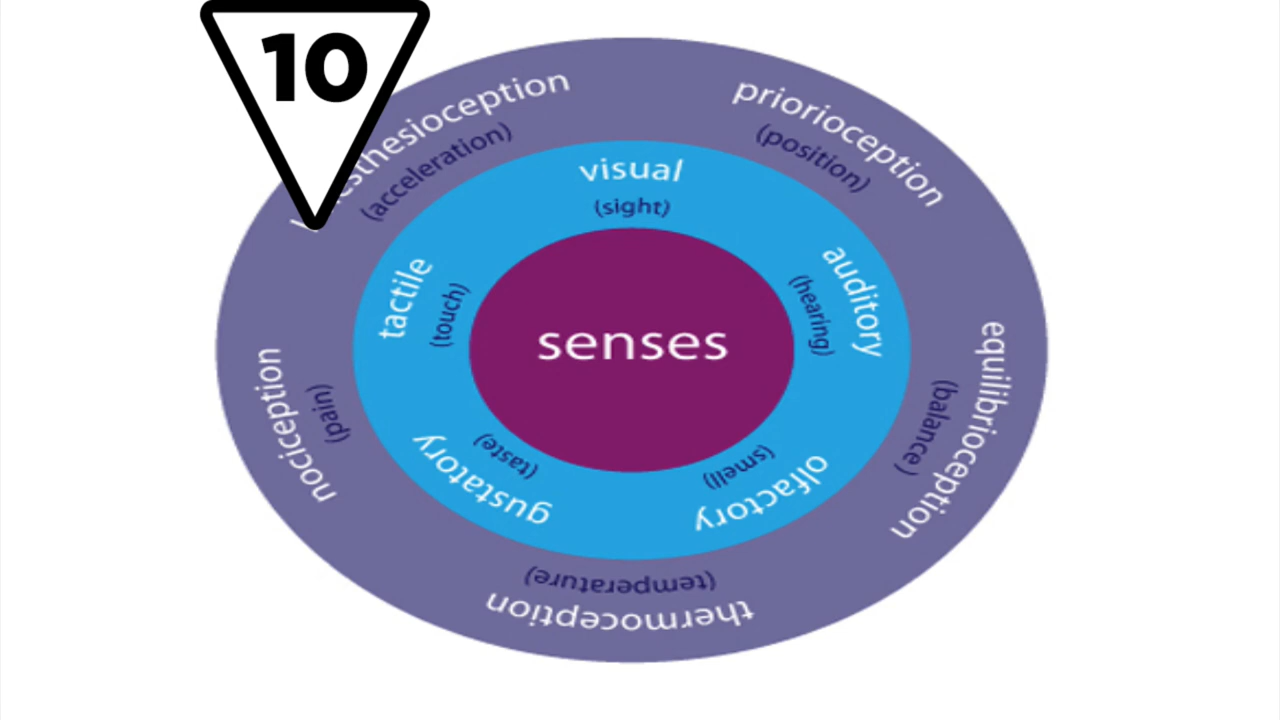 10
priorioception
(position)
(acceleration)
visual
(sight)
tactile
(touch)
auditory
(hearing)
senses
equilibrioception
(balance)
nociception
(pain)
gustatory
(taste)
olfactory
(smell)
(temperature)
thermoception